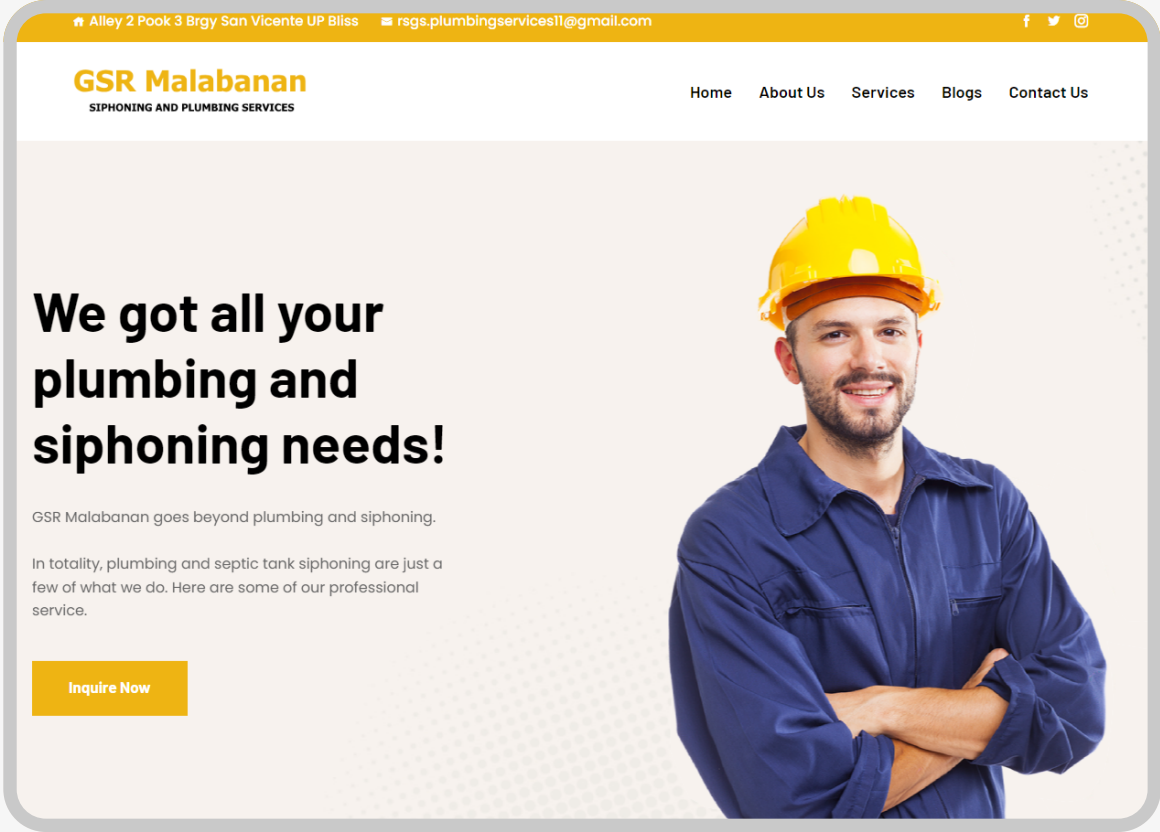 Alley 2 Pook 3 Brgy San Vicente UP Bliss rsgs.plumbingservices11@gmail.com
GSR Malabanan
SIPHONING AND PLUMBING SERVICES
Home About Us Services Blogs Contact Us
We got all your
plumbing and
siphoning needs!
GSR Malabanan goes beyond plumbing and siphoning.
In totality, plumbing and septic tank siphoning are just a
few of what we do. Here are some of our professional
service.
Inquire Now